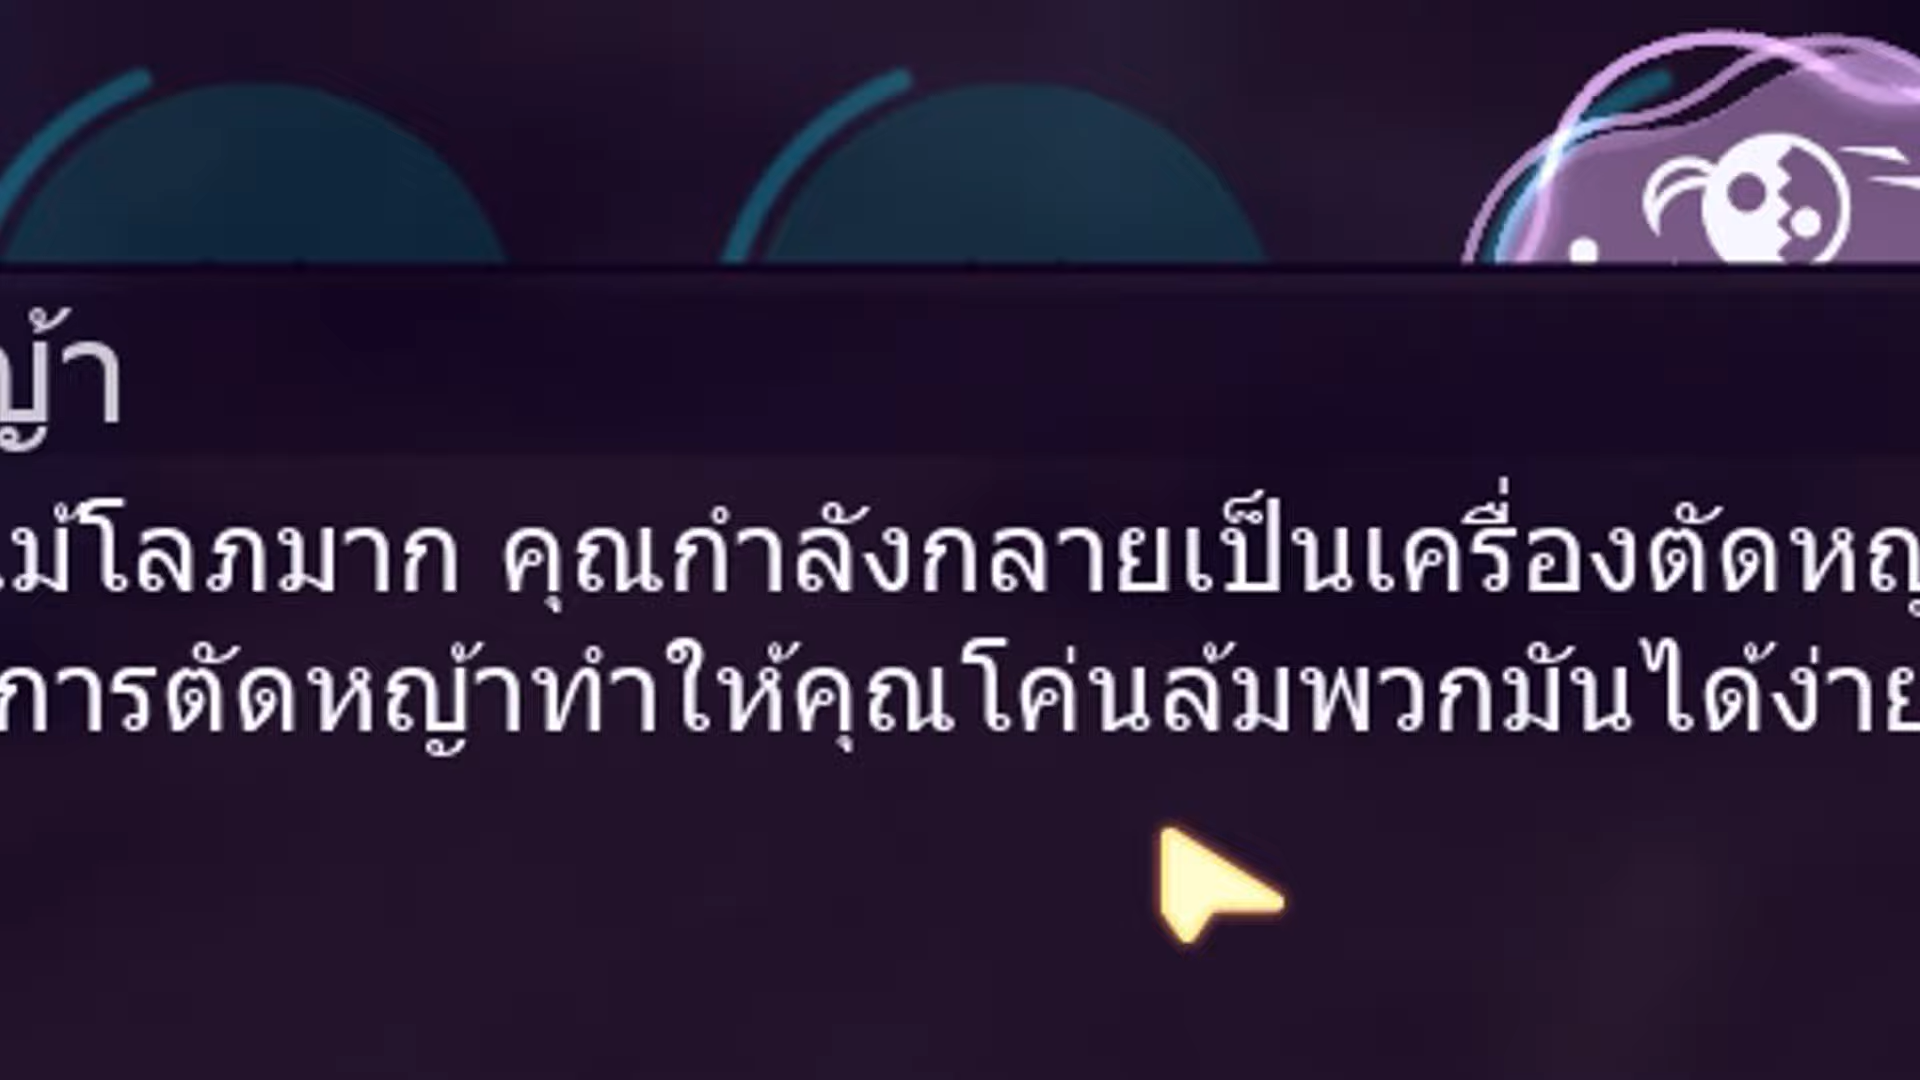 ญ้า
ม้โลภมาก คุณกำลังกลายเป็นเครื่องตัดหญ
การตัดหญ้าทำให้คุณโค่นล้มพวกมันได้ง่าย